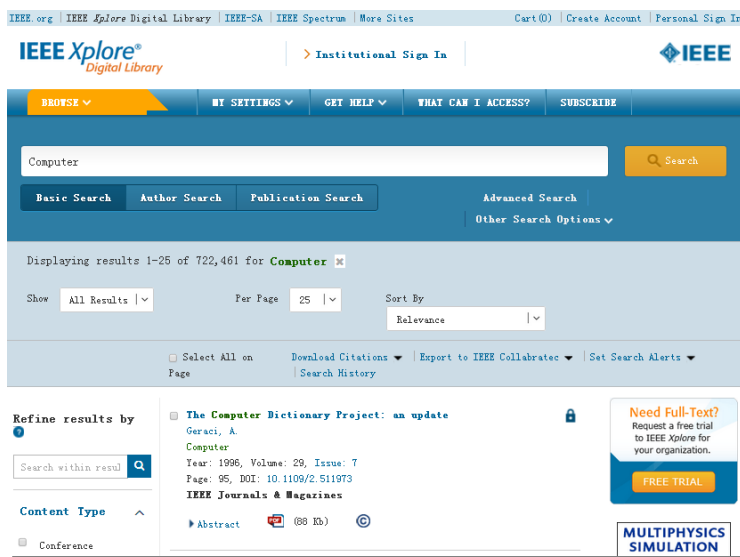 IEEE.org | IEEE Xplore Digital Library | IEEE-SA | IEEE Spectrum | More Sites Cart(0) | Create Account | Personal Sign In
IEEE Xplore®
Digital Library
Institutional Sign In
IEEE
BROWSE MY SETTINGS GET HELP WHAT CAN I ACCESS? SUBSCRIBE
Computer Search
Basic Search Author Search Publication Search Advanced Search
Other Search Options
Displaying results 1-25 of 722,461 for Computer
Show All Results Per Page 25 Sort By
Relevance
Select All on Page Download Citations | Export to IEEE Collabratec | Set Search Alerts
| Search History
Refine results by
Search within resul
Content Type
Conference
The Computer Dictionary Project: an update
Geraci, A.
Computer
Year: 1996, Volume: 29, Issue: 7
Page: 95, DOI: 10.1109/2.511973
IEEE Journals & Magazines
Abstract PDF (88 Kb) ©
Need Full-Text?
Request a free trial
to IEEE Xplore for
your organization.
FREE TRIAL
MULTIPHYSICS
SIMULATION